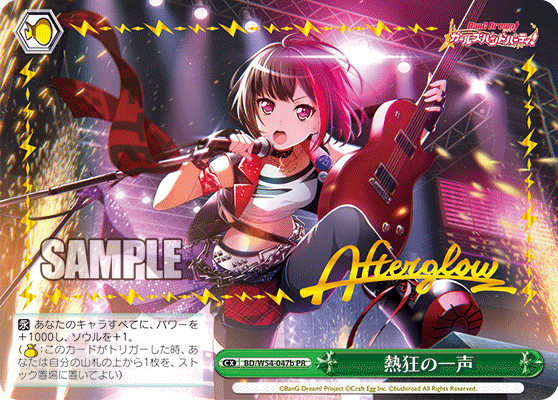 BanG Dream!
ガールズバンドパーティ!
SAMPLE
Afterglow
永 あなたのキャラすべてに、パワーを
+1000し、ソウルを+1。
(:このカードがトリガーした時、あ
なたは自分の山札の上から1枚を、スト
ック置場に置いてよい)
CX BD/W54-047b PR
熱狂の一声
©BanG Dream! Project ©Craft Egg Inc. ©bushiroad All Rights Reserved.